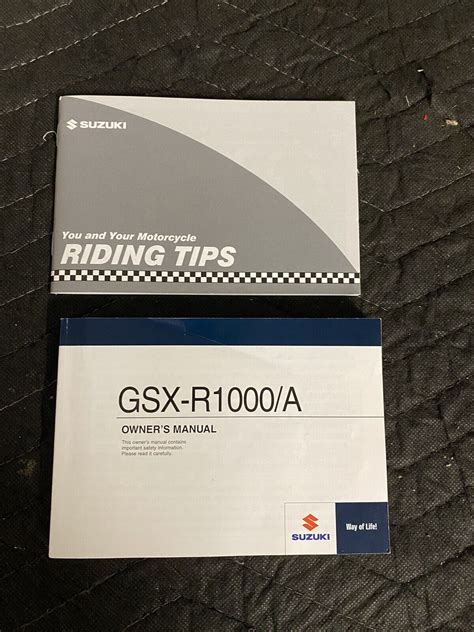 SUZUKI
You and Your Motorcycle
RIDING TIPS
GSX-R1000/A
OWNER'S MANUAL
This owner's manual contains
important safety information.
Please read it carefully.
SUZUKI
Way of Life!